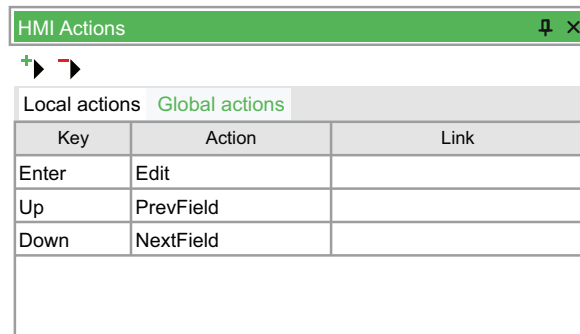 HMI Actions
Local actions Global actions
Key Action Link
Enter Edit
Up PrevField
Down NextField